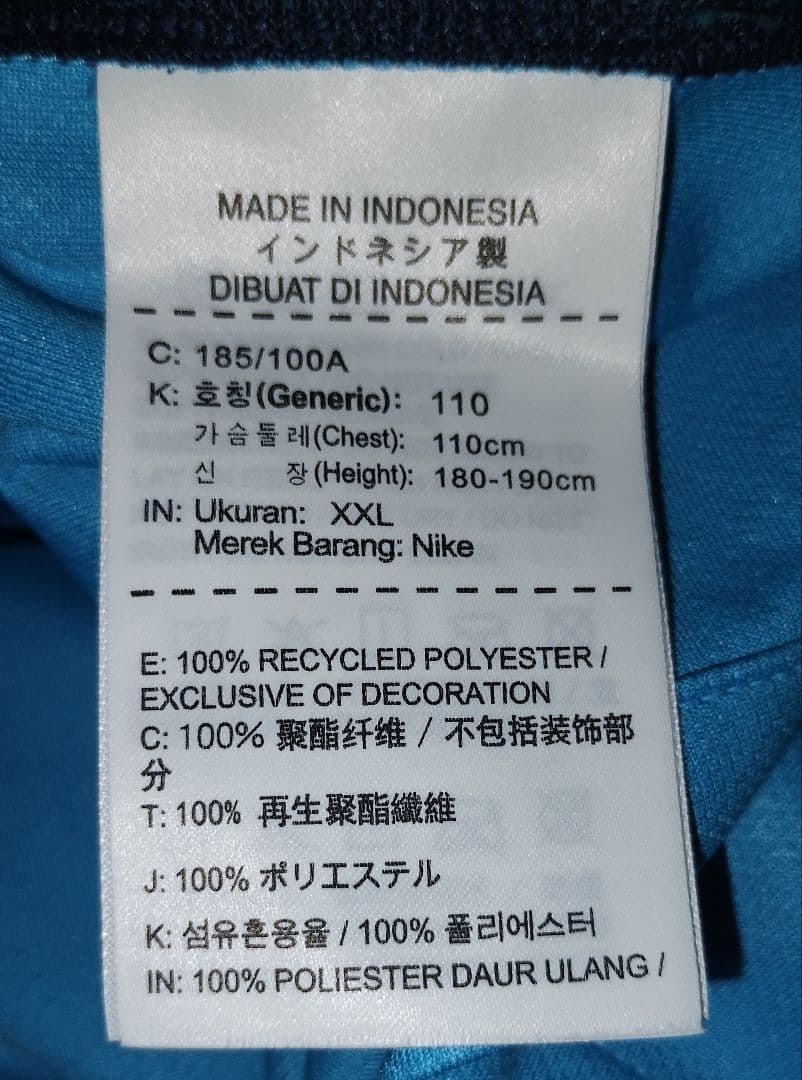 MADE IN INDONESIA
インドネシア製
DIBUAT DI INDONESIA
C: 185/100A
K: 호칭(Generic): 110
가슴둘레(Chest): 110cm
신 장(Height): 180-190cm
IN: Ukuran: XXL
Merek Barang: Nike
E: 100% RECYCLED POLYESTER /
EXCLUSIVE OF DECORATION
C: 100% 聚酯纤维 / 不包括装饰部
分
T: 100% 再生聚酯纖維
J: 100% ポリエステル
K: 섬유혼용율 / 100% 폴리에스터
IN: 100% POLIESTER DAUR ULANG /